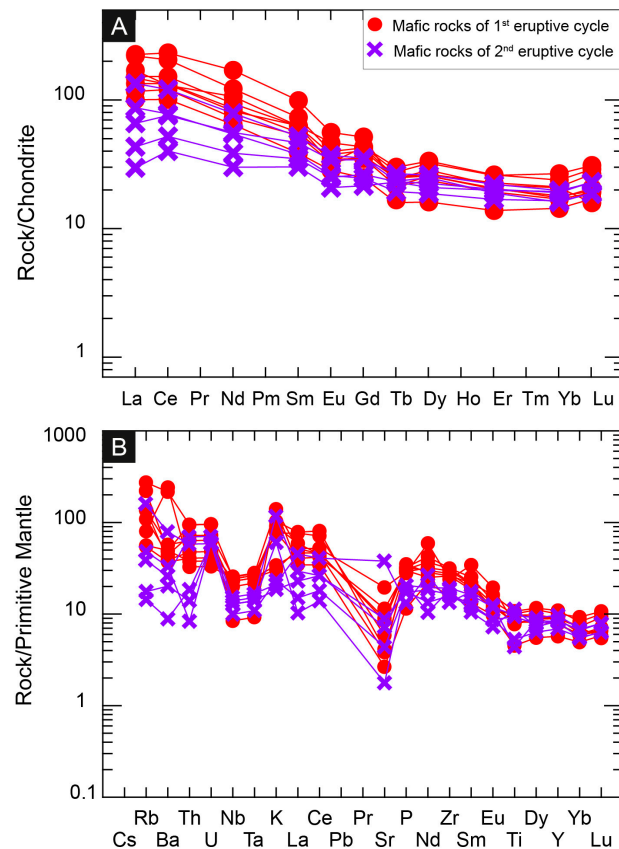 A
Mafic rocks of 1st eruptive cycle
Mafic rocks of 2nd eruptive cycle
100
10
1
Rock/Chondrite
La Ce Pr Nd Pm Sm Eu Gd Tb Dy Ho Er Tm Yb Lu
B
1000
100
10
1
0.1
Rock/Primitive Mantle
Rb Th Nb K Ce Pr P Zr Eu Dy Yb
Cs Ba U Ta La Pb Sr Nd Sm Ti Y Lu